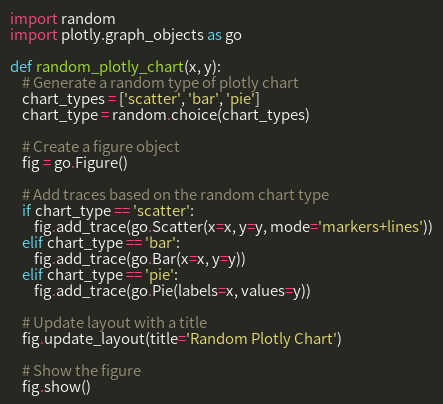 import random
import plotly.graph_objects as go

def random_plotly_chart(x, y):
    # Generate a random type of plotly chart
    chart_types = ['scatter', 'bar', 'pie']
    chart_type = random.choice(chart_types)

    # Create a figure object
    fig = go.Figure()

    # Add traces based on the random chart type
    if chart_type == 'scatter':
        fig.add_trace(go.Scatter(x=x, y=y, mode='markers+lines'))
    elif chart_type == 'bar':
        fig.add_trace(go.Bar(x=x, y=y))
    elif chart_type == 'pie':
        fig.add_trace(go.Pie(labels=x, values=y))

    # Update layout with a title
    fig.update_layout(title='Random Plotly Chart')

    # Show the figure
    fig.show()